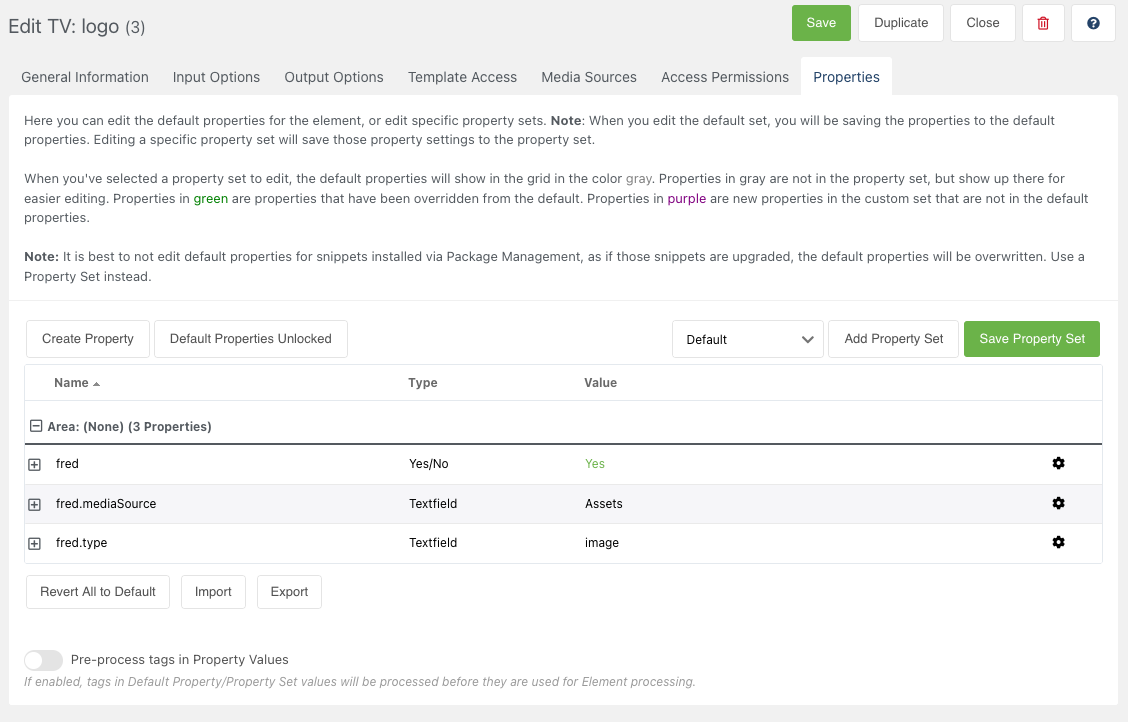 Edit TV: logo (3)
Save
Duplicate
Close
General Information
Input Options
Output Options
Template Access
Media Sources
Access Permissions
Properties
Here you can edit the default properties for the element, or edit specific property sets. Note: When you edit the default set, you will be saving the properties to the default
properties. Editing a specific property set will save those property settings to the property set.
When you've selected a property set to edit, the default properties will show in the grid in the color gray. Properties in gray are not in the property set, but show up there for
easier editing. Properties in green are properties that have been overridden from the default. Properties in purple are new properties in the custom set that are not in the default
properties.
Note: It is best to not edit default properties for snippets installed via Package Management, as if those snippets are upgraded, the default properties will be overwritten. Use a
Property Set instead.
Create Property
Default Properties Unlocked
Default
Add Property Set
Save Property Set
Name
Type
Value
Area: (None) (3 Properties)
fred
Yes/No
Yes
fred.mediaSource
Textfield
Assets
fred.type
Textfield
image
Revert All to Default
Import
Export
Pre-process tags in Property Values
If enabled, tags in Default Property/Property Set values will be processed before they are used for Element processing.